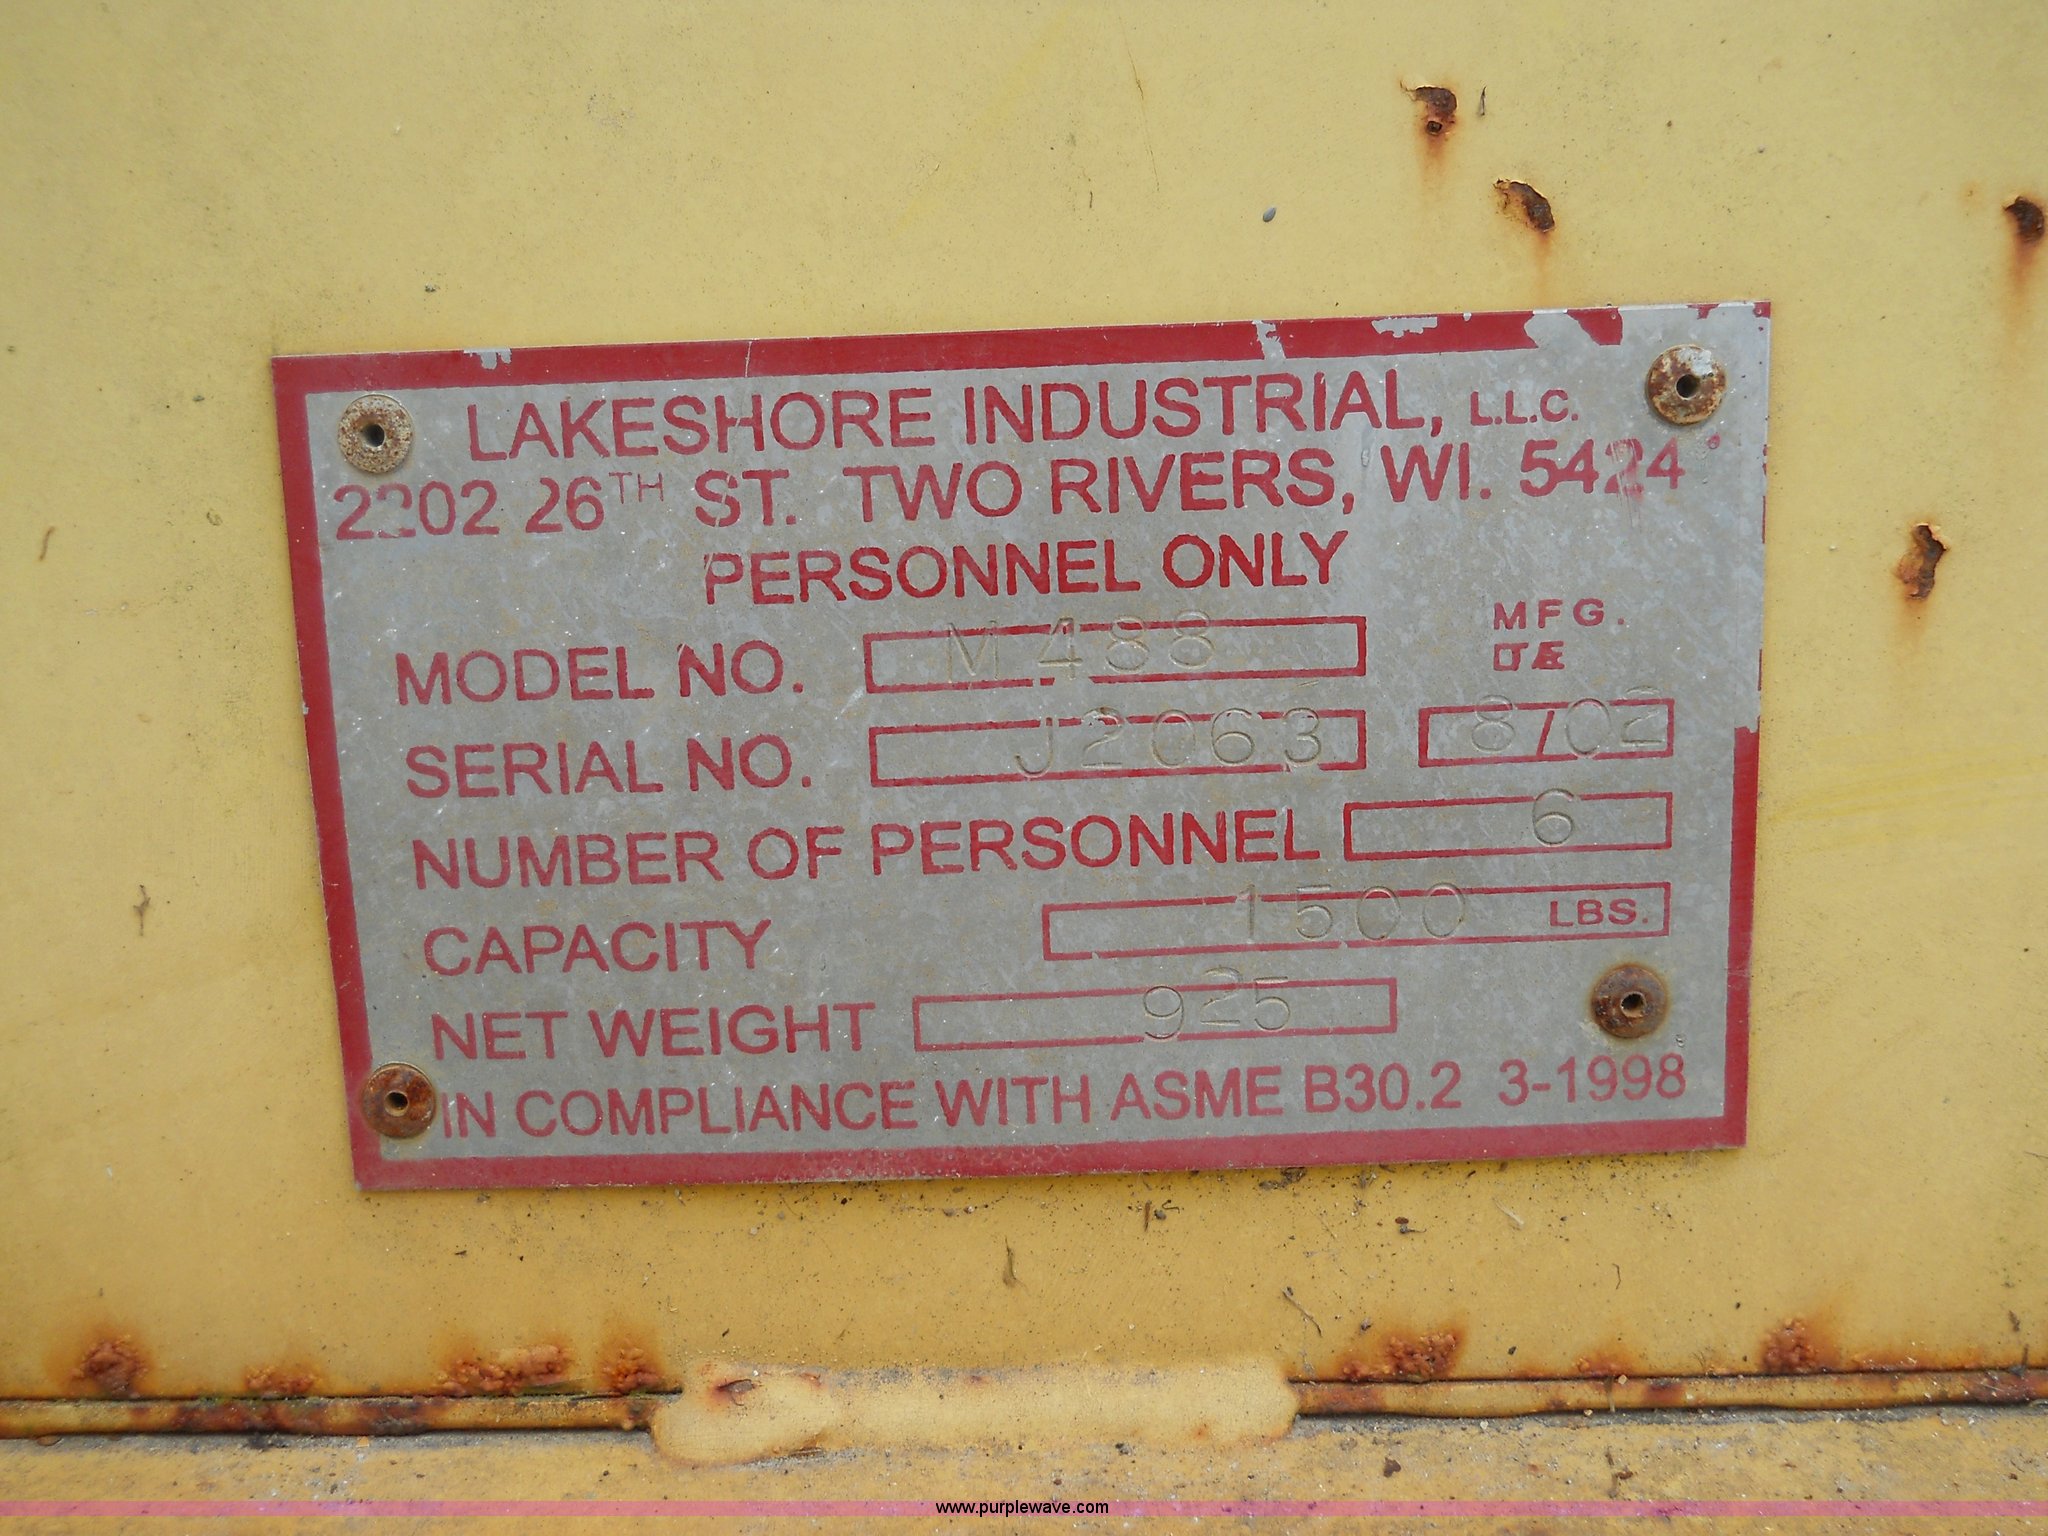 LAKESHORE INDUSTRIAL, L.L.C.
2202 26TH ST. TWO RIVERS, WI. 5424
PERSONNEL ONLY
MODEL NO. M488 MFG.
SERIAL NO. J2063 8/02
NUMBER OF PERSONNEL 6
CAPACITY 1500 LBS.
NET WEIGHT 925
IN COMPLIANCE WITH ASME B30.2 3-1998
www.purplewave.com